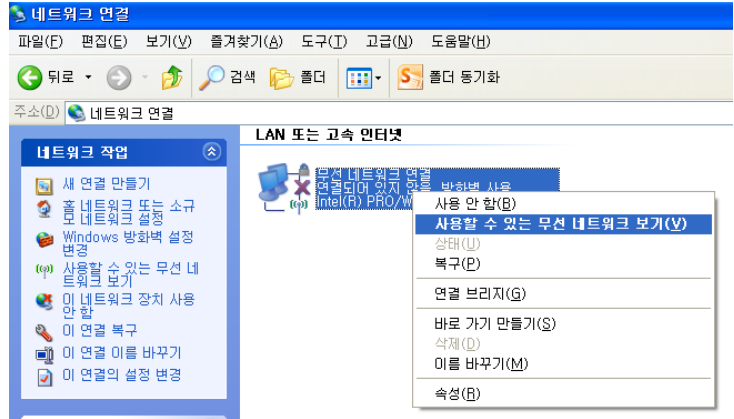 네트워크 연결
파일(F) 편집(E) 보기(V) 즐겨찾기(A) 도구(T) 고급(N) 도움말(H)
뒤로 검색 폴더 폴더 동기화
주소(D) 네트워크 연결
네트워크 작업
새 연결 만들기
홈 네트워크 또는 소규
모 네트워크 설정
Windows 방화벽 설정
변경
사용할 수 있는 무선 네
트워크 보기
이 네트워크 장치 사용
안 함
이 연결 복구
이 연결 이름 바꾸기
이 연결의 설정 변경
LAN 또는 고속 인터넷
무선 네트워크 연결
연결되어 있지 않음, 방화벽 사용
Intel(R) PRO/W
사용 안 함(B)
사용할 수 있는 무선 네트워크 보기(V)
상태(U)
복구(P)
연결 브리지(G)
바로 가기 만들기(S)
삭제(D)
이름 바꾸기(M)
속성(R)